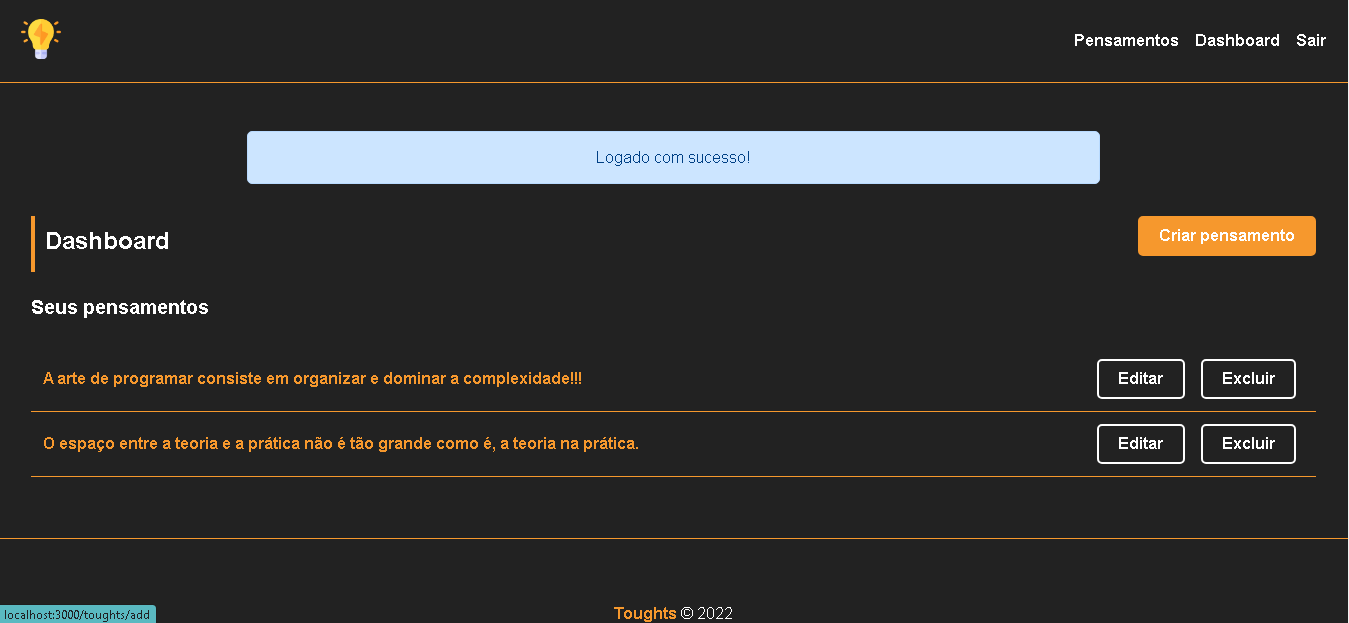 Pensamentos Dashboard Sair
Logado com sucesso!
Dashboard
Criar pensamento
Seus pensamentos
A arte de programar consiste em organizar e dominar a complexidade!!!
Editar Excluir
O espaço entre a teoria e a prática não é tão grande como é, a teoria na prática.
Editar Excluir
Toughts © 2022
localhost:3000/toughts/add